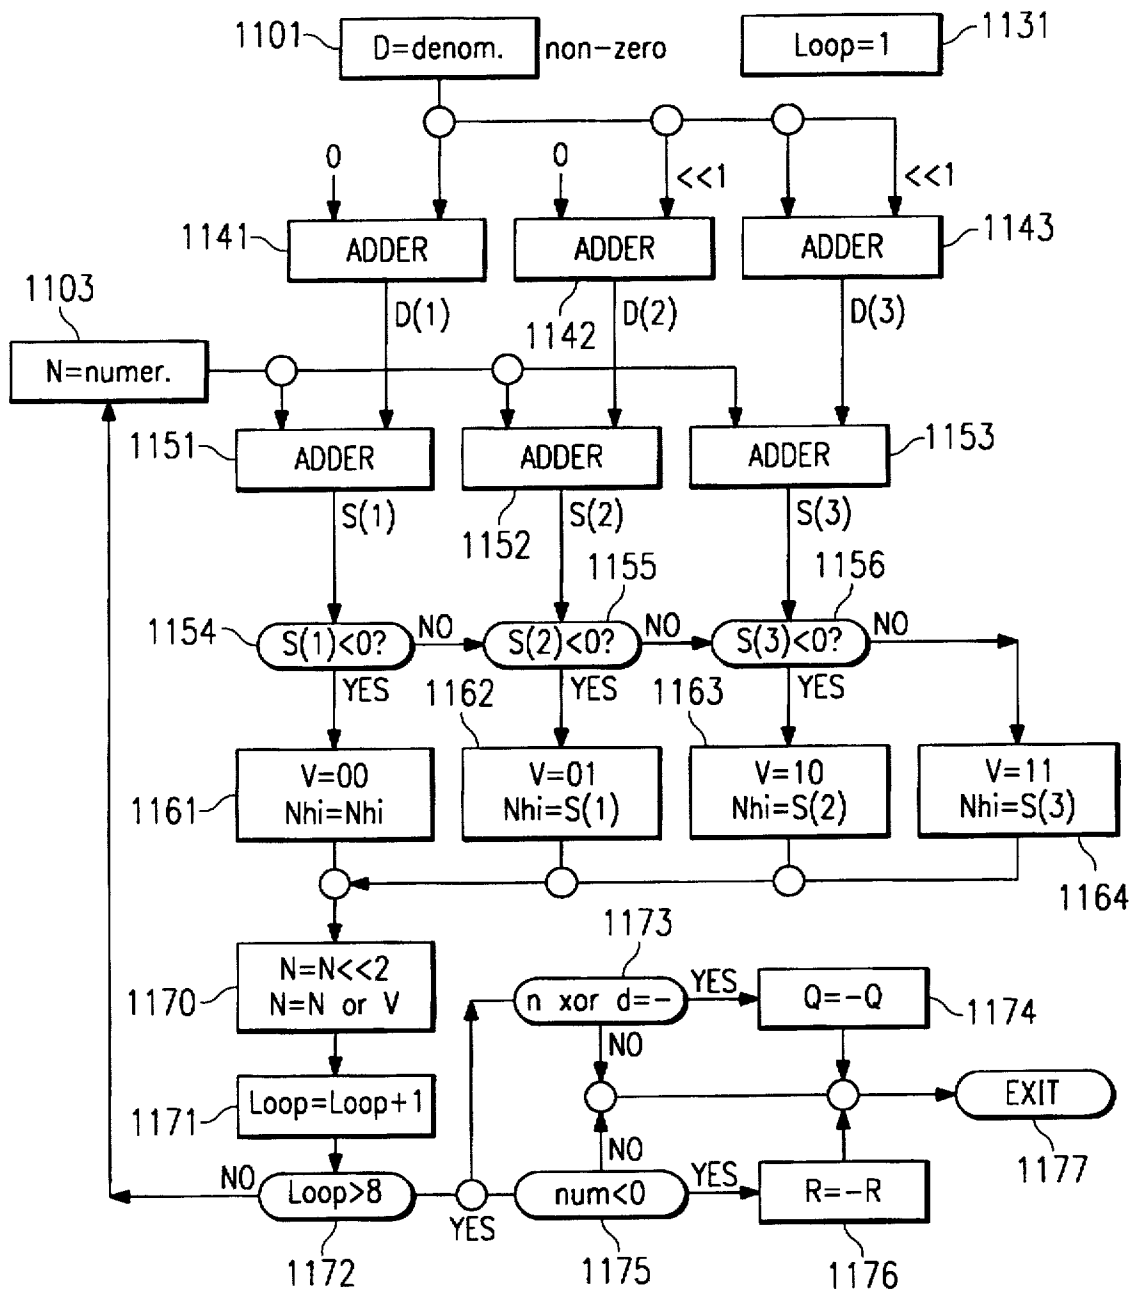 1101
D=denom.
non-zero
Loop=1
1131
0
0
<<1
<<1
1141
ADDER
ADDER
ADDER
1143
1103
D(1)
1142
D(2)
D(3)
N=numer.
1151
ADDER
ADDER
ADDER
1153
S(1)
1152
S(2)
S(3)
1155
1156
1154
S(1)<0?
NO
S(2)<0?
NO
S(3)<0?
NO
YES
1162
YES
1163
YES
1161
V=00
Nhi=Nhi
V=01
Nhi=S(1)
V=10
Nhi=S(2)
V=11
Nhi=S(3)
1164
1173
1170
N=N<<2
N=N or V
n xor d=-
YES
Q=-Q
1174
NO
1171
Loop=Loop+1
EXIT
NO
1177
NO
Loop>8
YES
num<0
YES
R=-R
1172
1175
1176